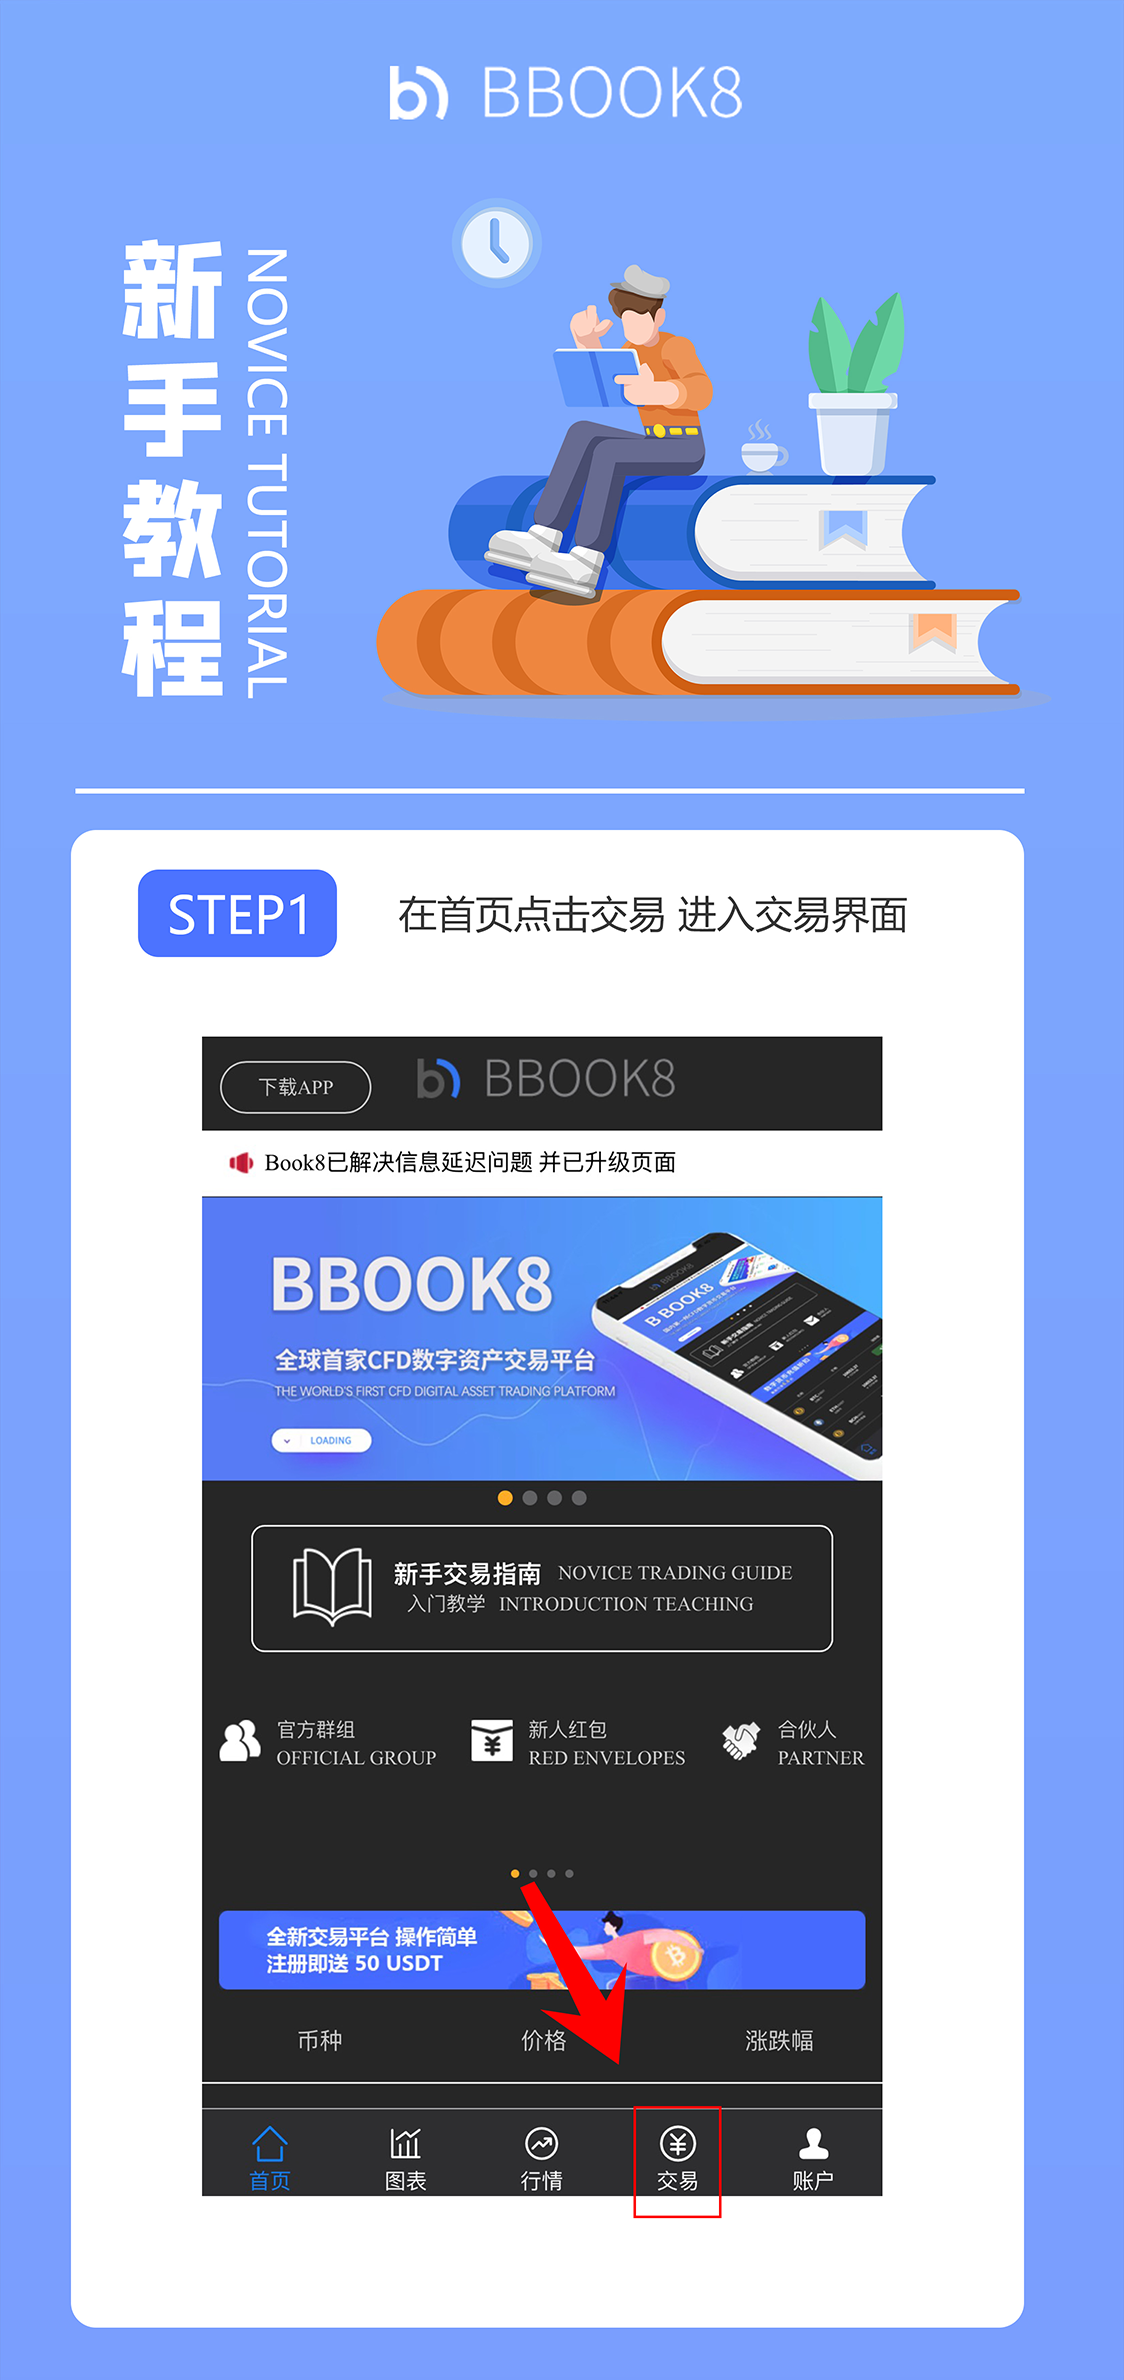 BBOOK8
新手教程
NOVICE TUTORIAL
STEP1
在首页点击交易 进入交易界面
下载APP
BBOOK8
Book8已解决信息延迟问题 并已升级页面
BBOOK8
全球首家CFD数字资产交易平台
THE WORLD'S FIRST CFD DIGITAL ASSET TRADING PLATFORM
LOADING
BBOOK8
新手交易指南 NOVICE TRADING GUIDE
入门教学 INTRODUCTION TEACHING
官方群组
OFFICIAL GROUP
新人红包
RED ENVELOPES
合伙人
PARTNER
全新交易平台 操作简单
注册即送 50 USDT
币种 价格 涨跌幅
首页 图表 行情 交易 账户